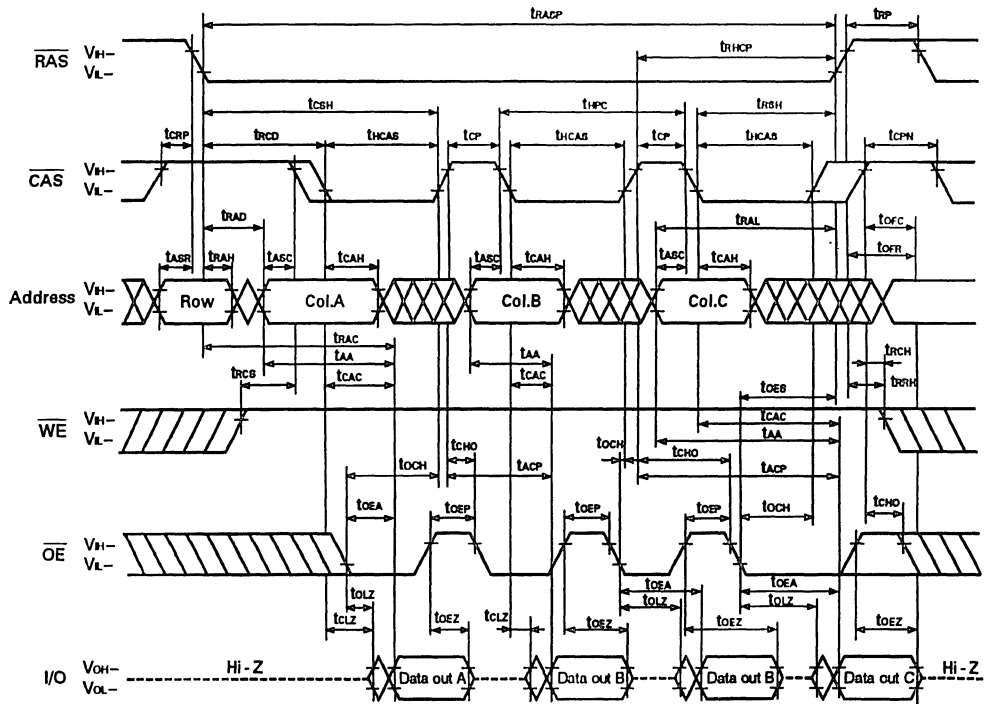 tRASP tRP
RAS VIH– tRHCP
VIL–
tCSH tHPC tRSH
tCRP tRCD tHCAS tCP tHCAS tCP tHCAS tCPN
CAS VIH–
VIL–
tRAD tRAL tOFC
tOFR
tASR tRAH tASC tCAH tASC tCAH tASC tCAH
Address VIH– Row Col.A Col.B Col.C
VIL–
tRAC
tAA tAA tRCH
tRCS tCAC tCAC tOES tRRH
WE VIH– tCAC
VIL– tAA
tOCH tCHO tACP tOCH tCHO tACP
tOEA tOEP tOEP tOEP tOCH tCHO
OE VIH–
VIL–
tOEA tOEA
tOLZ tOLZ tOLZ
tCLZ tOEZ tCLZ tOEZ tOEZ tOEZ
I/O VOH– Hi - Z Data out A Data out B Data out B Data out C Hi - Z
VOL–